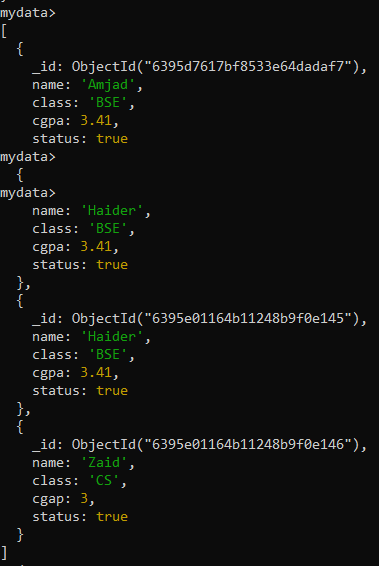 mydata>
[
  {
    _id: ObjectId("6395d7617bf8533e64dadaf7"),
    name: 'Amjad',
    class: 'BSE',
    cgpa: 3.41,
    status: true
mydata>
  {
mydata>
    name: 'Haider',
    class: 'BSE',
    cgpa: 3.41,
    status: true
  },
  {
    _id: ObjectId("6395e01164b11248b9f0e145"),
    name: 'Haider',
    class: 'BSE',
    cgpa: 3.41,
    status: true
  },
  {
    _id: ObjectId("6395e01164b11248b9f0e146"),
    name: 'Zaid',
    class: 'CS',
    cgap: 3,
    status: true
  }
]